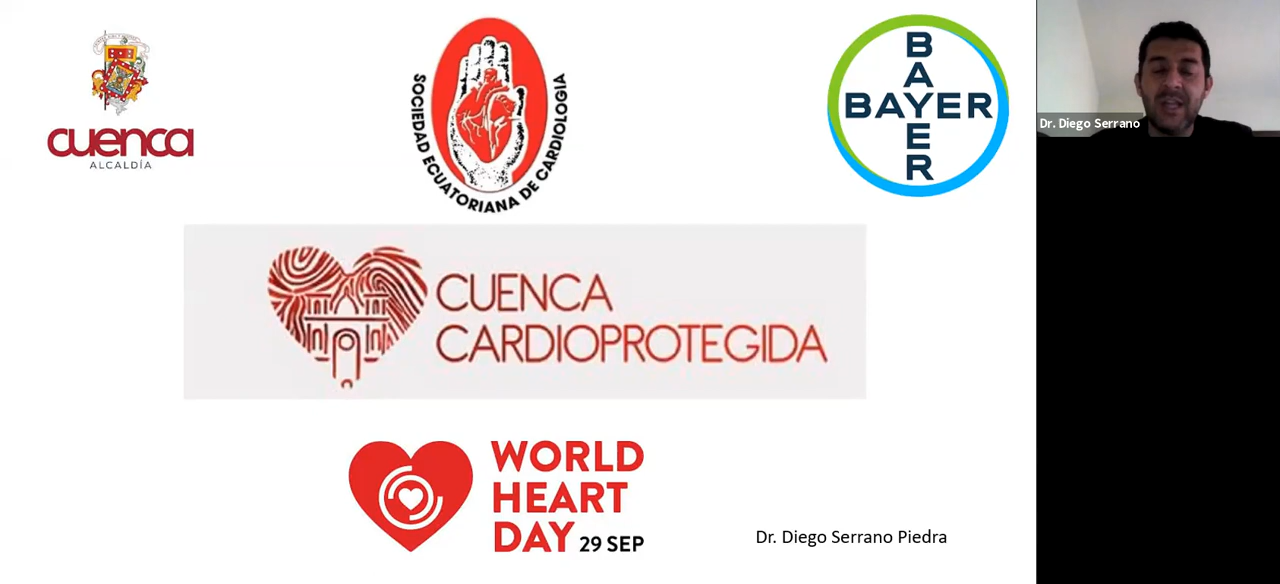 cuenca
ALCALDÍA
SOCIEDAD ECUATORIANA DE CARDIOLOGÍA
BAYER
BAYER
Dr. Diego Serrano
CUENCA
CARDIOPROTEGIDA
WORLD
HEART
DAY 29 SEP
Dr. Diego Serrano Piedra